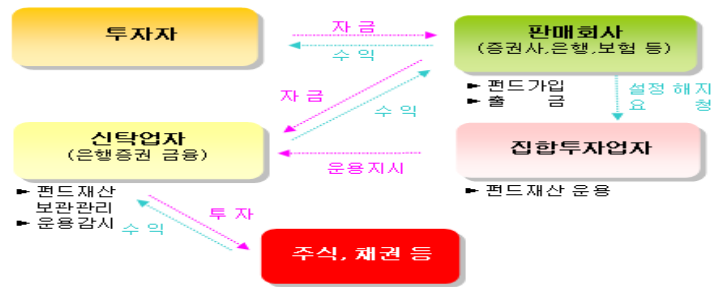 투자자
자 금
수 익
판매회사
(증권사,은행,보험 등)
► 펀드가입
► 출 금
설정 해지
요 청
자 금
수 익
신탁업자
(은행증권 금융)
운용지시
집합투자업자
► 펀드재산
보관관리
► 운용감시
► 펀드재산 운용
투 자
수 익
주식, 채권 등